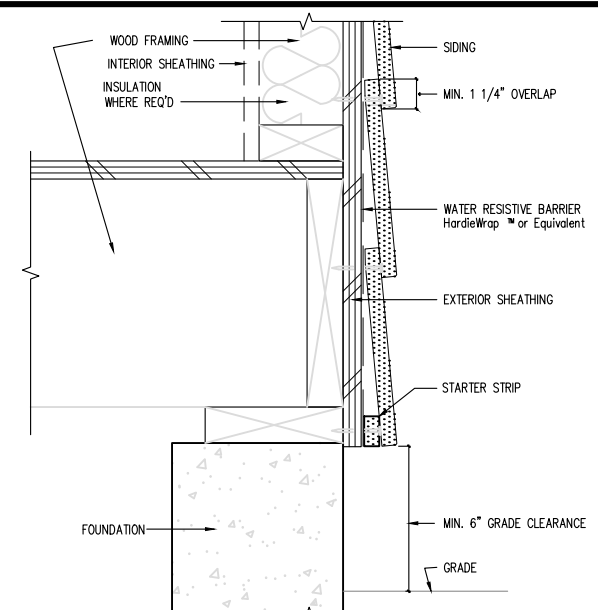 WOOD FRAMING
INTERIOR SHEATHING
INSULATION
WHERE REQ'D
SIDING
MIN. 1 1/4" OVERLAP
WATER RESISTIVE BARRIER
HardieWrap ™ or Equivalent
EXTERIOR SHEATHING
STARTER STRIP
FOUNDATION
MIN. 6" GRADE CLEARANCE
GRADE